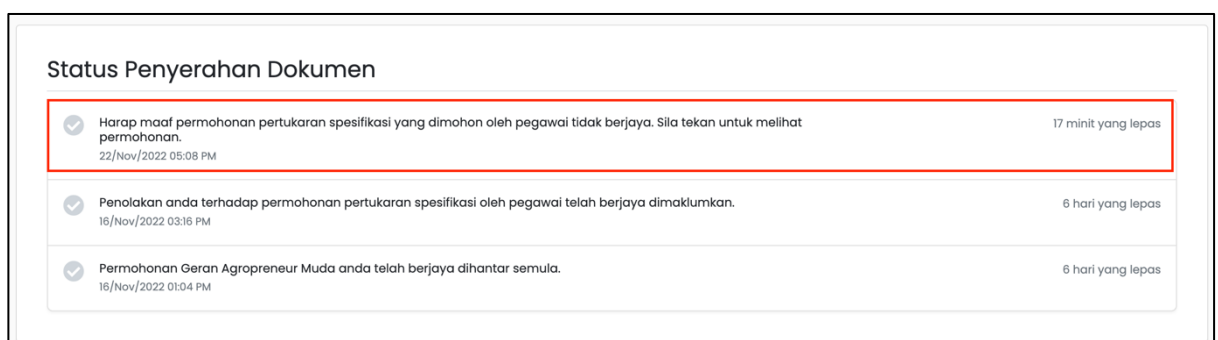 Status Penyerahan Dokumen
Harap maaf permohonan pertukaran spesifikasi yang dimohon oleh pegawai tidak berjaya. Sila tekan untuk melihat
permohonan.
17 minit yang lepas
22/Nov/2022 05:08 PM
Penolakan anda terhadap permohonan pertukaran spesifikasi oleh pegawai telah berjaya dimaklumkan.
6 hari yang lepas
16/Nov/2022 03:16 PM
Permohonan Geran Agropreneur Muda anda telah berjaya dihantar semula.
6 hari yang lepas
16/Nov/2022 01:04 PM